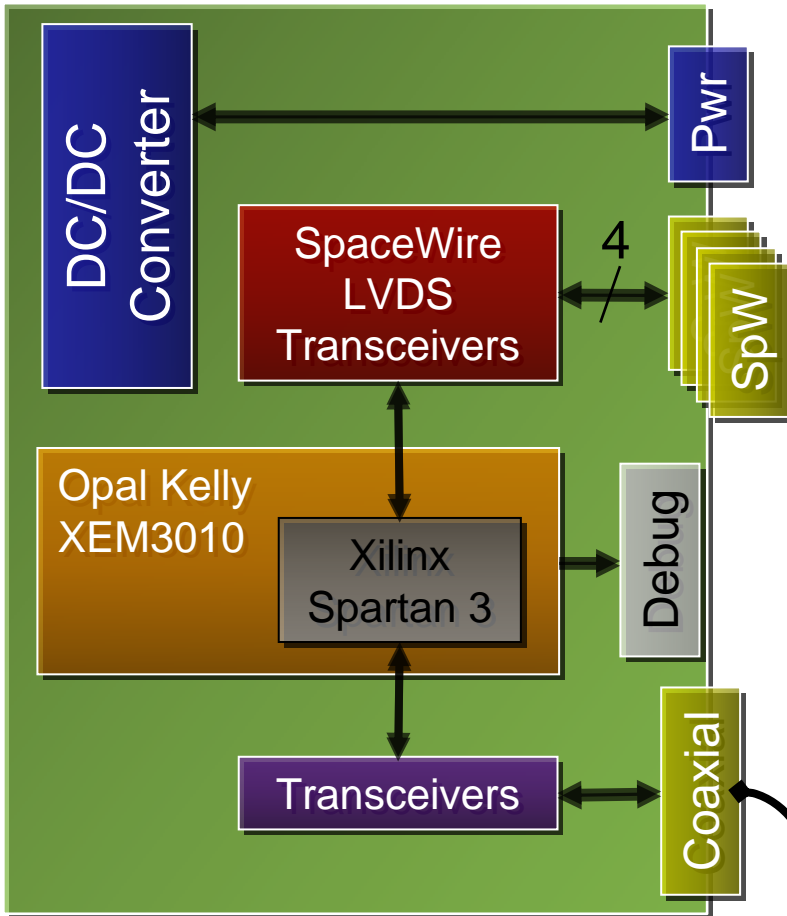 DC/DC
Converter
Pwr
SpaceWire
LVDS
Transceivers
4
SpW
Opal Kelly
XEM3010
Xilinx
Spartan 3
Debug
Transceivers
Coaxial